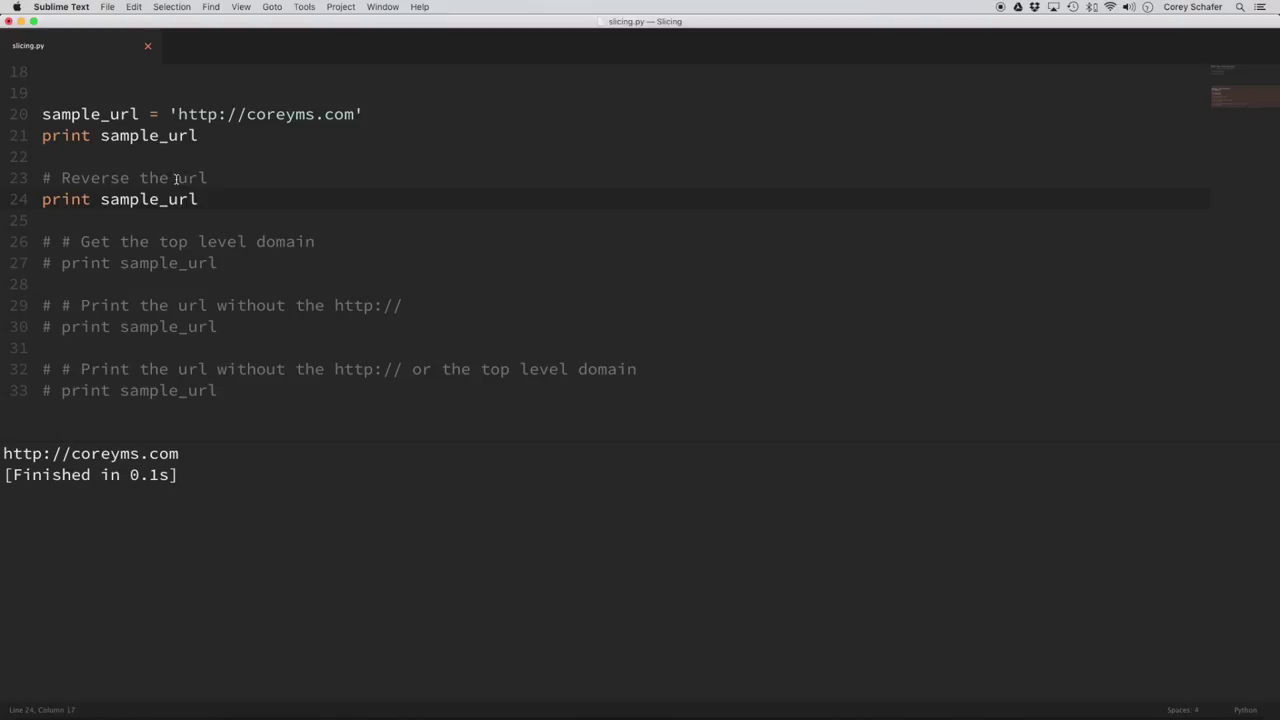 Sublime Text File Edit Selection Find View Goto Tools Project Window Help Corey Schafer
slicing.py — Slicing
slicing.py
18
19
20 sample_url = 'http://coreyms.com'
21 print sample_url
22
23 # Reverse the url
24 print sample_url
25
26 # # Get the top level domain
27 # print sample_url
28
29 # # Print the url without the http://
30 # print sample_url
31
32 # # Print the url without the http:// or the top level domain
33 # print sample_url
http://coreyms.com
[Finished in 0.1s]
Line 24, Column 17 Spaces: 4 Python